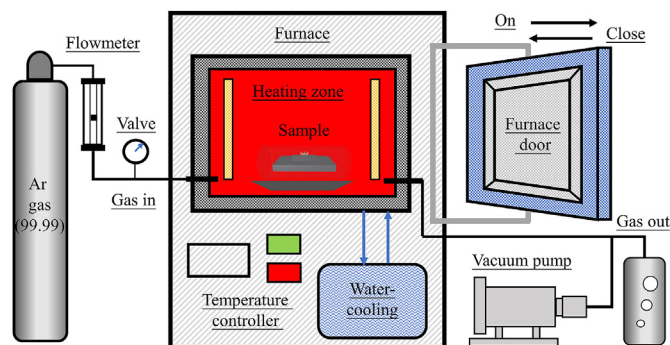 Flowmeter
Furnace
On
Close
Heating zone
Valve
Sample
Furnace
door
Ar
gas
(99.99)
Gas in
Gas out
Vacuum pump
Temperature
controller
Water-
cooling